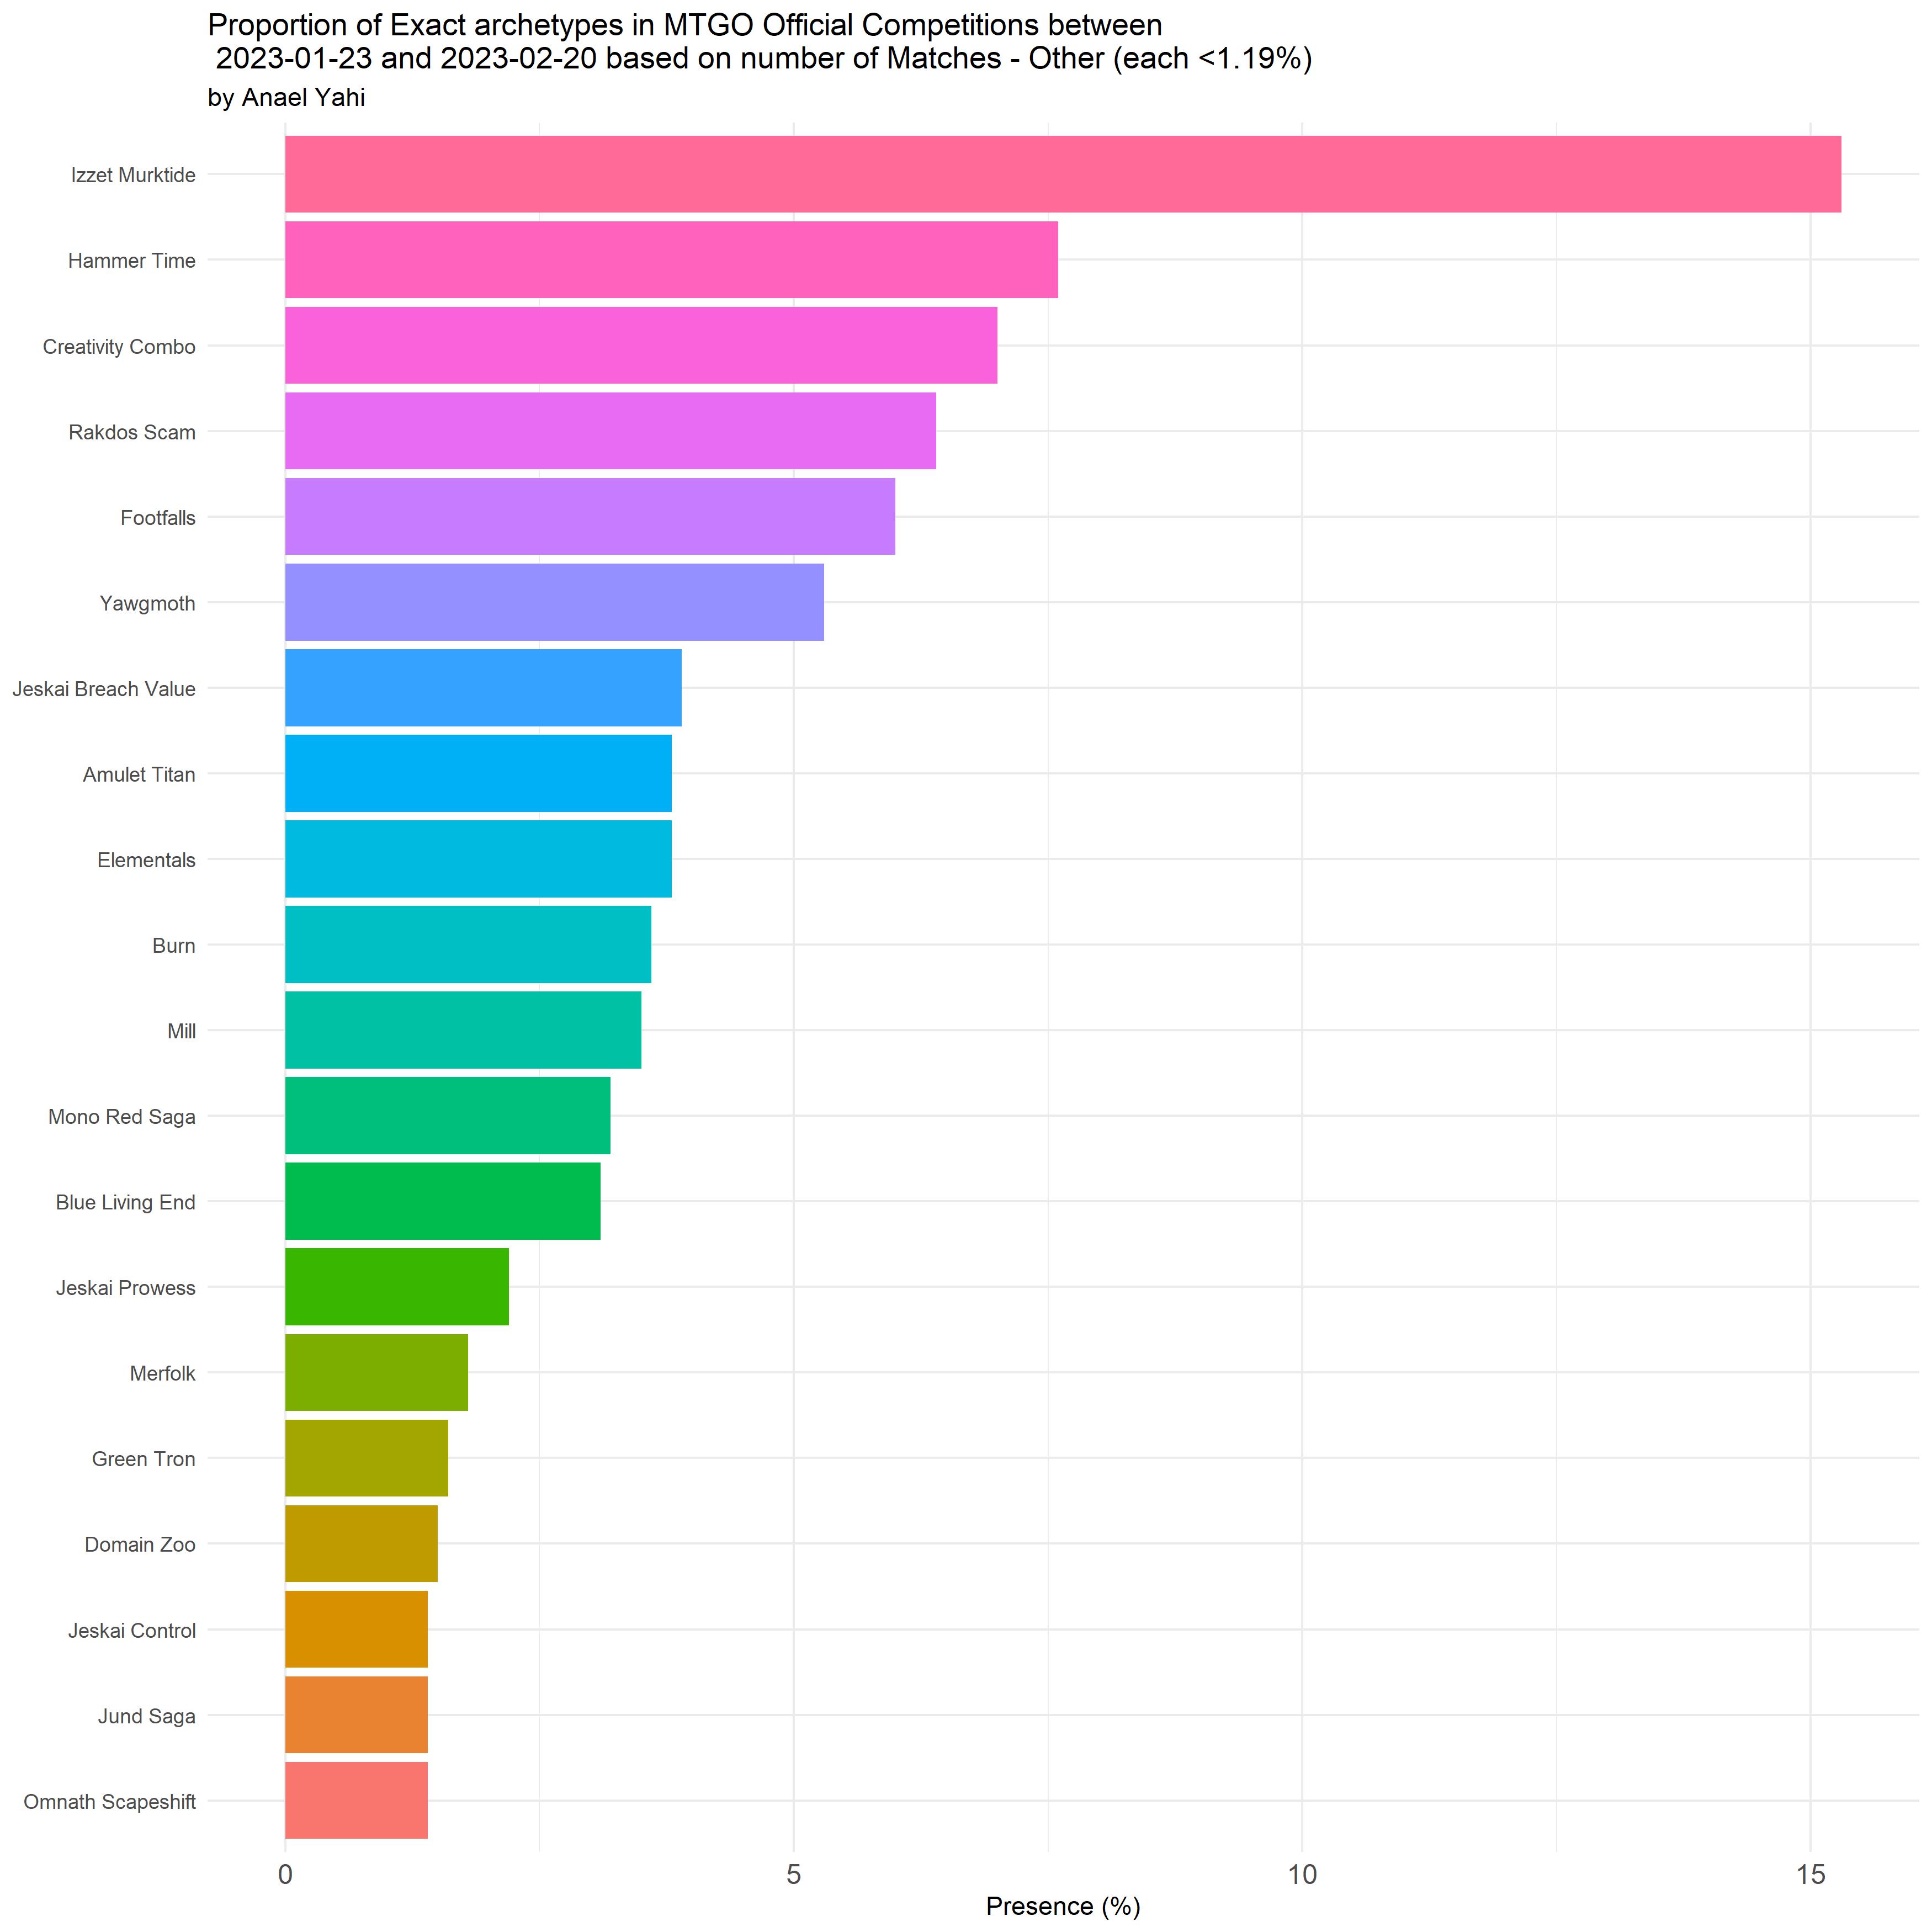 Proportion of Exact archetypes in MTGO Official Competitions between
2023-01-23 and 2023-02-20 based on number of Matches - Other (each <1.19%)
by Anael Yahi
Izzet Murktide
Hammer Time
Creativity Combo
Rakdos Scam
Footfalls
Yawgmoth
Jeskai Breach Value
Amulet Titan
Elementals
Burn
Mill
Mono Red Saga
Blue Living End
Jeskai Prowess
Merfolk
Green Tron
Domain Zoo
Jeskai Control
Jund Saga
Omnath Scapeshift
0 5 10 15
Presence (%)